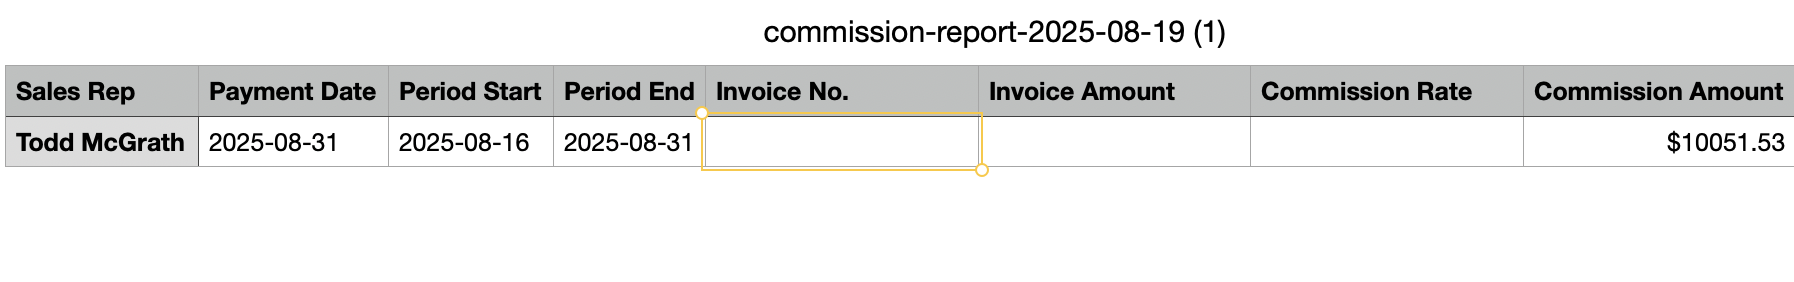 commission-report-2025-08-19 (1)
Sales Rep Payment Date Period Start Period End Invoice No. Invoice Amount Commission Rate Commission Amount
Todd McGrath 2025-08-31 2025-08-16 2025-08-31 $10051.53